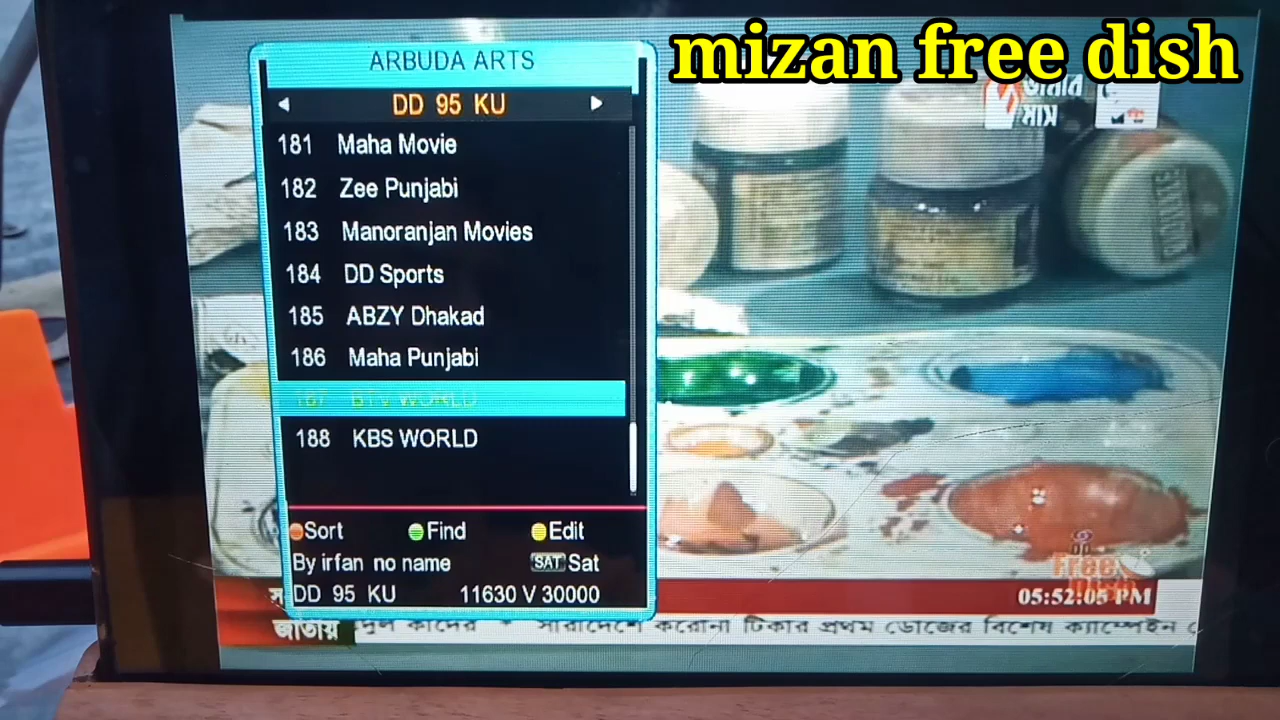 mizan free dish
ARBUDA ARTS
DD 95 KU
181 Maha Movie
182 Zee Punjabi
183 Manoranjan Movies
184 DD Sports
185 ABZY Dhakad
186 Maha Punjabi
187 BTV WORLD
188 KBS WORLD
Sort Find Edit
By irfan no name SAT Sat
DD 95 KU 11630 V 30000
Free Dish
05:52:05 PM
জাতীয় কাদের * সারাদেশে করোনা টিকার প্রথম ডোজের বিশেষ ক্যাম্পেইন